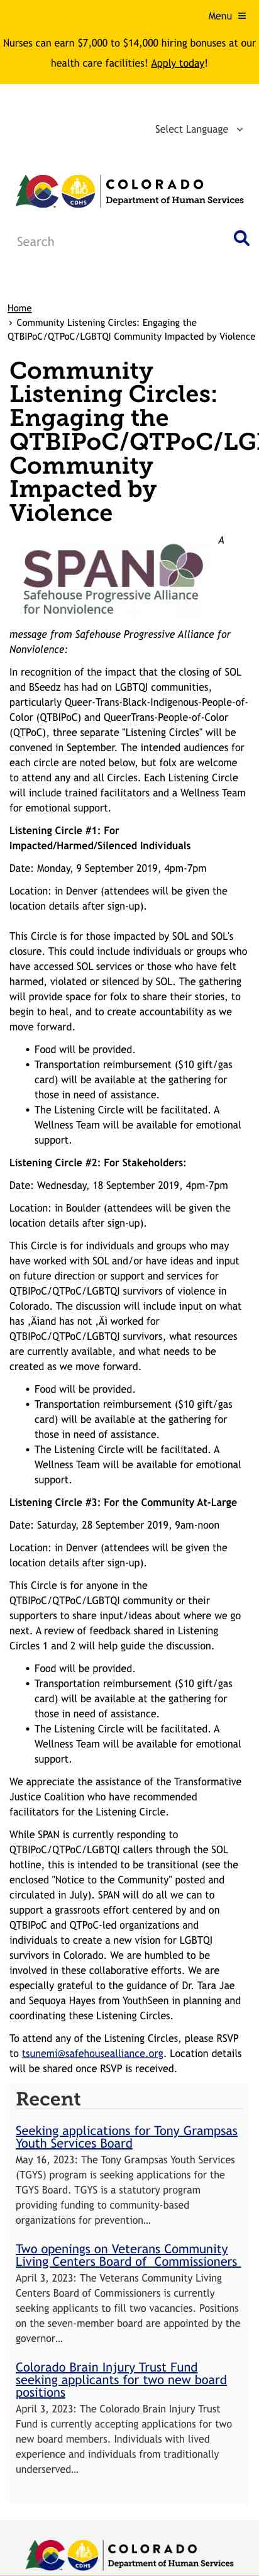 Menu ≡
Nurses can earn $7,000 to $14,000 hiring bonuses at our
health care facilities! Apply today!
Select Language
COLORADO
Department of Human Services
CDHS
Search
Home
› Community Listening Circles: Engaging the
QTBIPoC/QTPoC/LGBTQI Community Impacted by Violence
Community
Listening Circles:
Engaging the
QTBIPoC/QTPoC/LG
Community
Impacted by
Violence
SPAN
Safehouse Progressive Alliance
for Nonviolence
A
message from Safehouse Progressive Alliance for
Nonviolence:
In recognition of the impact that the closing of SOL
and BSeedz has had on LGBTQI communities,
particularly Queer-Trans-Black-Indigenous-People-of-
Color (QTBIPoC) and QueerTrans-People-of-Color
(QTPoC), three separate "Listening Circles" will be
convened in September. The intended audiences for
each circle are noted below, but folx are welcome
to attend any and all Circles. Each Listening Circle
will include trained facilitators and a Wellness Team
for emotional support.
Listening Circle #1: For
Impacted/Harmed/Silenced Individuals
Date: Monday, 9 September 2019, 4pm-7pm
Location: in Denver (attendees will be given the
location details after sign-up).
This Circle is for those impacted by SOL and SOL's
closure. This could include individuals or groups who
have accessed SOL services or those who have felt
harmed, violated or silenced by SOL. The gathering
will provide space for folx to share their stories, to
begin to heal, and to create accountability as we
move forward.
• Food will be provided.
• Transportation reimbursement ($10 gift/gas
card) will be available at the gathering for
those in need of assistance.
• The Listening Circle will be facilitated. A
Wellness Team will be available for emotional
support.
Listening Circle #2: For Stakeholders:
Date: Wednesday, 18 September 2019, 4pm-7pm
Location: in Boulder (attendees will be given the
location details after sign-up).
This Circle is for individuals and groups who may
have worked with SOL and/or have ideas and input
on future direction or support and services for
QTBIPoC/QTPoC/LGBTQI survivors of violence in
Colorado. The discussion will include input on what
has ‚Äìand has not ‚Äì worked for
QTBIPoC/QTPoC/LGBTQI survivors, what resources
are currently available, and what needs to be
created as we move forward.
• Food will be provided.
• Transportation reimbursement ($10 gift/gas
card) will be available at the gathering for
those in need of assistance.
• The Listening Circle will be facilitated. A
Wellness Team will be available for emotional
support.
Listening Circle #3: For the Community At-Large
Date: Saturday, 28 September 2019, 9am-noon
Location: in Denver (attendees will be given the
location details after sign-up).
This Circle is for anyone in the
QTBIPoC/QTPoC/LGBTQI community or their
supporters to share input/ideas about where we go
next. A review of feedback shared in Listening
Circles 1 and 2 will help guide the discussion.
• Food will be provided.
• Transportation reimbursement ($10 gift/gas
card) will be available at the gathering for
those in need of assistance.
• The Listening Circle will be facilitated. A
Wellness Team will be available for emotional
support.
We appreciate the assistance of the Transformative
Justice Coalition who have recommended
facilitators for the Listening Circle.
While SPAN is currently responding to
QTBIPoC/QTPoC/LGBTQI callers through the SOL
hotline, this is intended to be transitional (see the
enclosed "Notice to the Community" posted and
circulated in July). SPAN will do all we can to
support a grassroots effort centered by and on
QTBIPoC and QTPoC-led organizations and
individuals to create a new vision for LGBTQI
survivors in Colorado. We are humbled to be
involved in these collaborative efforts. We are
especially grateful to the guidance of Dr. Tara Jae
and Sequoya Hayes from YouthSeen in planning and
coordinating these Listening Circles.
To attend any of the Listening Circles, please RSVP
to tsunemi@safehousealliance.org. Location details
will be shared once RSVP is received.
Recent
Seeking applications for Tony Grampsas
Youth Services Board
May 16, 2023: The Tony Grampsas Youth Services
(TGYS) program is seeking applications for the
TGYS Board. TGYS is a statutory program
providing funding to community-based
organizations for prevention…
Two openings on Veterans Community
Living Centers Board of  Commissioners
April 3, 2023: The Veterans Community Living
Centers Board of Commissioners is currently
seeking applicants to fill two vacancies. Positions
on the seven-member board are appointed by the
governor…
Colorado Brain Injury Trust Fund
seeking applicants for two new board
positions
April 3, 2023: The Colorado Brain Injury Trust
Fund is currently accepting applications for two
new board members. Individuals with lived
experience and individuals from traditionally
underserved…
COLORADO
Department of Human Services
CDHS